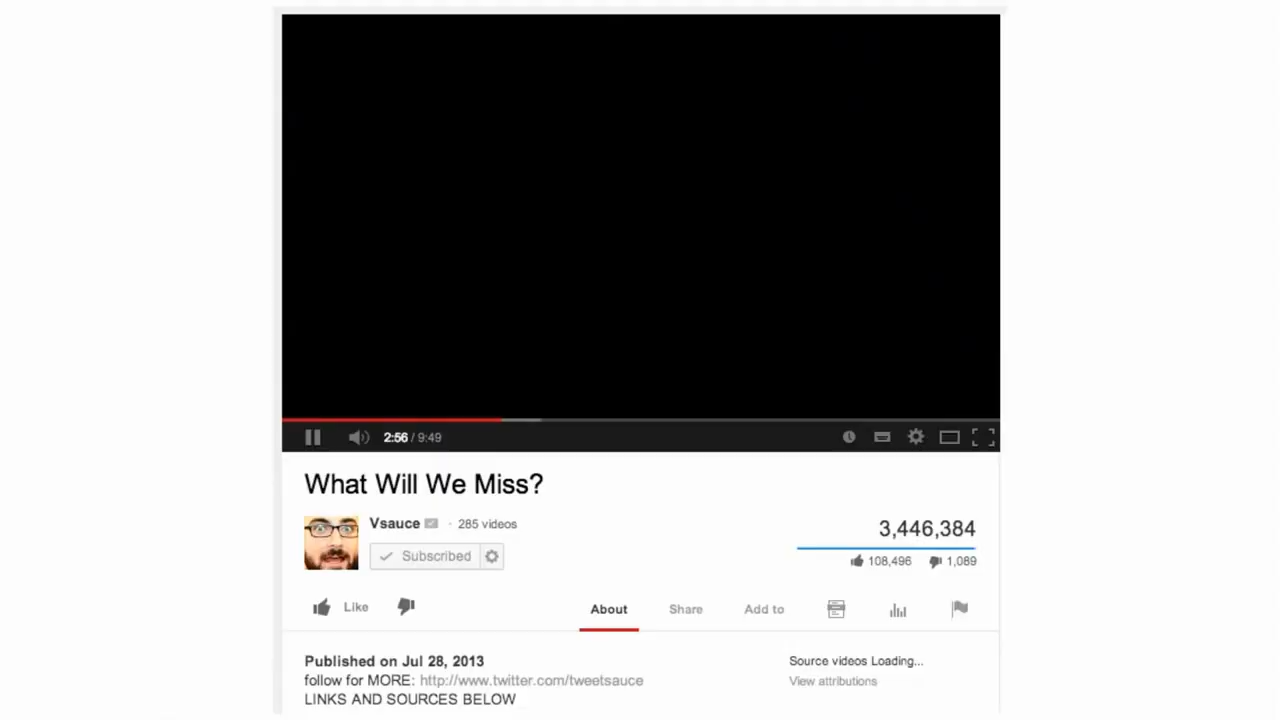 2:56 / 9:49
What Will We Miss?
Vsauce · 285 videos
3,446,384
Subscribed
108,496 1,089
Like About Share Add to
Published on Jul 28, 2013
Source videos Loading...
follow for MORE: http://www.twitter.com/tweetsauce
View attributions
LINKS AND SOURCES BELOW